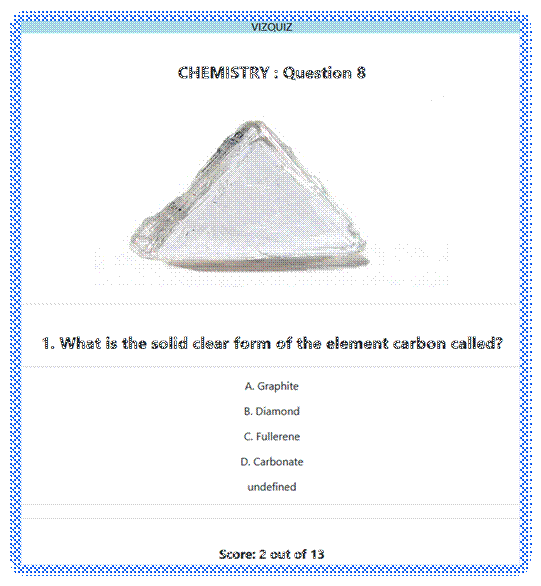 VIZQUIZ
CHEMISTRY : Question 8
1. What is the solid clear form of the element carbon called?
A. Graphite
B. Diamond
C. Fullerene
D. Carbonate
undefined
Score: 2 out of 13